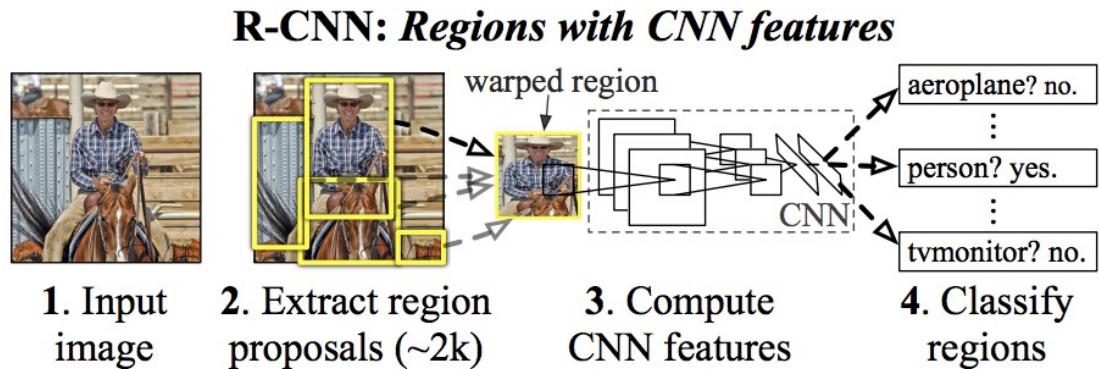 R-CNN: Regions with CNN features
warped region
aeroplane? no.
⋮
person? yes.
⋮
tvmonitor? no.
CNN
1. Input
image
2. Extract region
proposals (~2k)
3. Compute
CNN features
4. Classify
regions